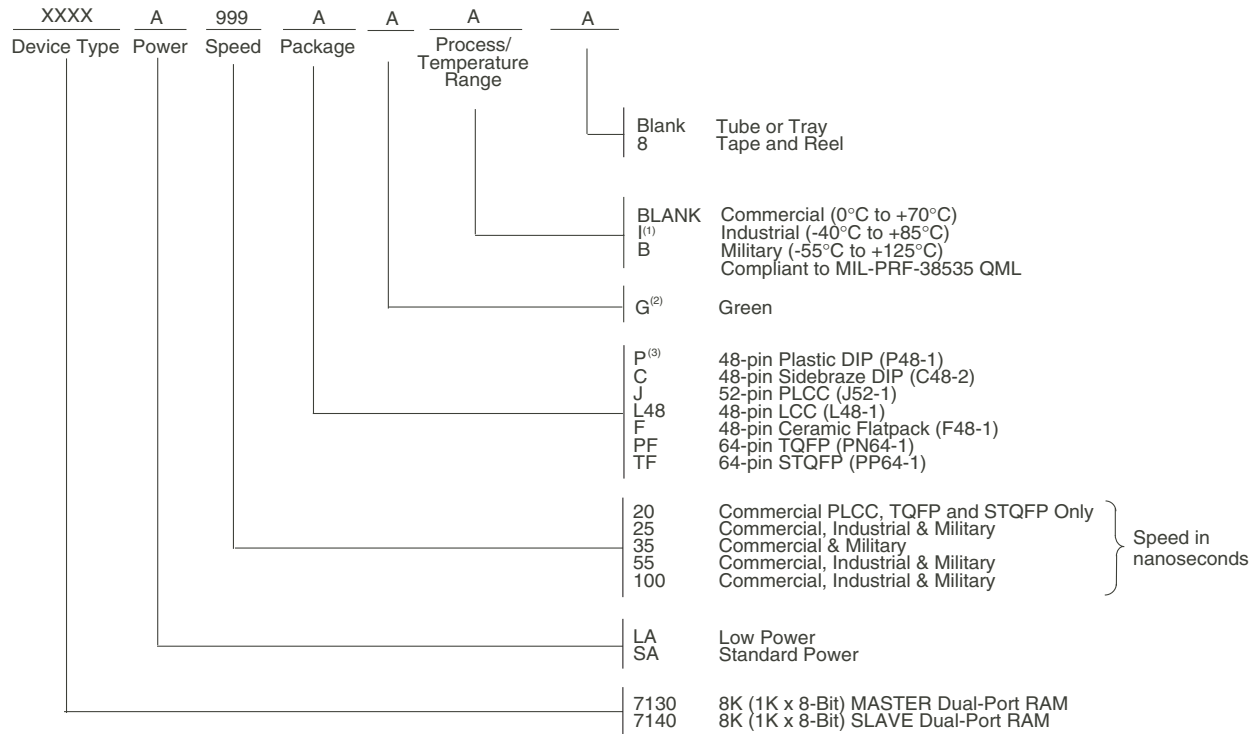 XXXX A 999 A A A A
Device Type Power Speed Package Process/
Temperature
Range
Blank Tube or Tray
8 Tape and Reel
BLANK Commercial (0°C to +70°C)
I(1) Industrial (-40°C to +85°C)
B Military (-55°C to +125°C)
Compliant to MIL-PRF-38535 QML
G(2) Green
P(3) 48-pin Plastic DIP (P48-1)
C 48-pin Sidebraze DIP (C48-2)
J 52-pin PLCC (J52-1)
L48 48-pin LCC (L48-1)
F 48-pin Ceramic Flatpack (F48-1)
PF 64-pin TQFP (PN64-1)
TF 64-pin STQFP (PP64-1)
20 Commercial PLCC, TQFP and STQFP Only
25 Commercial, Industrial & Military
35 Commercial & Military
55 Commercial, Industrial & Military
100 Commercial, Industrial & Military
Speed in
nanoseconds
LA Low Power
SA Standard Power
7130 8K (1K x 8-Bit) MASTER Dual-Port RAM
7140 8K (1K x 8-Bit) SLAVE Dual-Port RAM